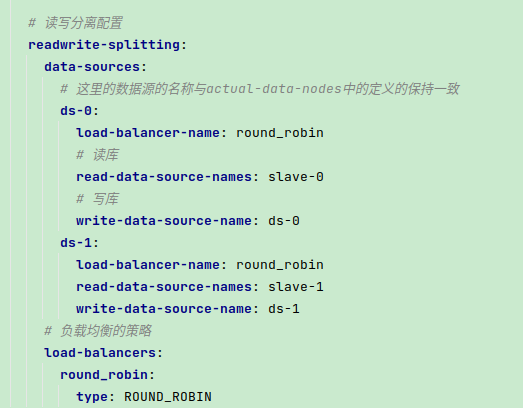 # 读写分离配置
readwrite-splitting:
data-sources:
# 这里的数据源的名称与actual-data-nodes中的定义的保持一致
ds-0:
load-balancer-name: round_robin
# 读库
read-data-source-names: slave-0
# 写库
write-data-source-name: ds-0
ds-1:
load-balancer-name: round_robin
read-data-source-names: slave-1
write-data-source-name: ds-1
# 负载均衡的策略
load-balancers:
round_robin:
type: ROUND_ROBIN